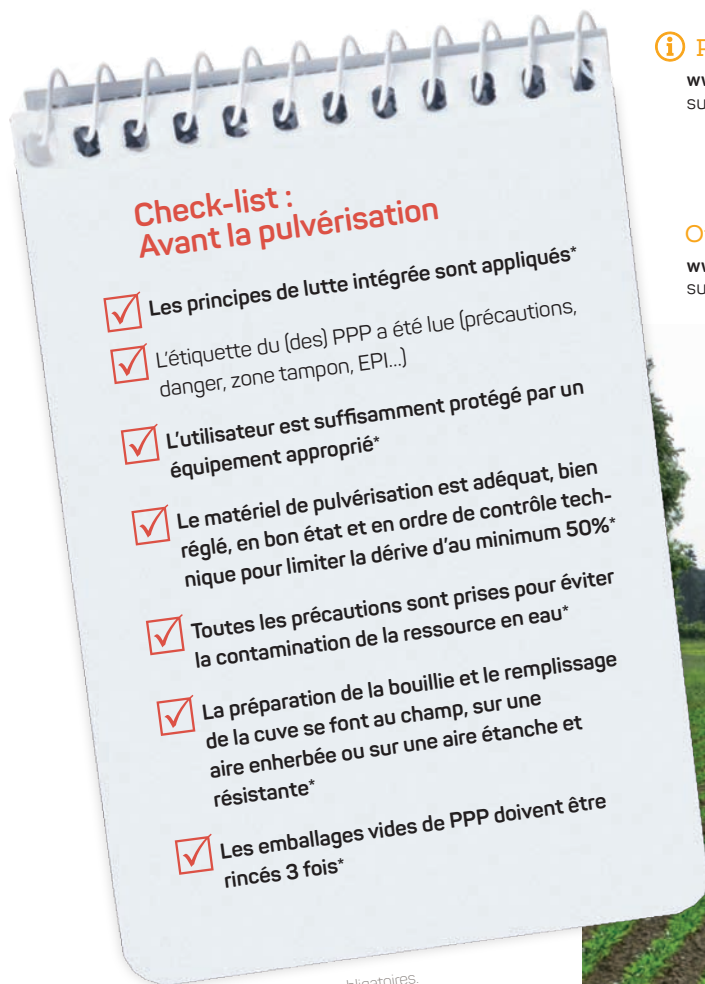 Check-list :
Avant la pulvérisation
Les principes de lutte intégrée sont appliqués*
L'étiquette du (des) PPP a été lue (précautions,
danger, zone tampon, EPI...)
L'utilisateur est suffisamment protégé par un
équipement approprié*
Le matériel de pulvérisation est adéquat, bien
réglé, en bon état et en ordre de contrôle tech-
nique pour limiter la dérive d'au minimum 50%*
Toutes les précautions sont prises pour éviter
la contamination de la ressource en eau*
La préparation de la bouillie et le remplissage
de la cuve se font au champ, sur une
aire enherbée ou sur une aire étanche et
résistante*
Les emballages vides de PPP doivent être
rincés 3 fois*